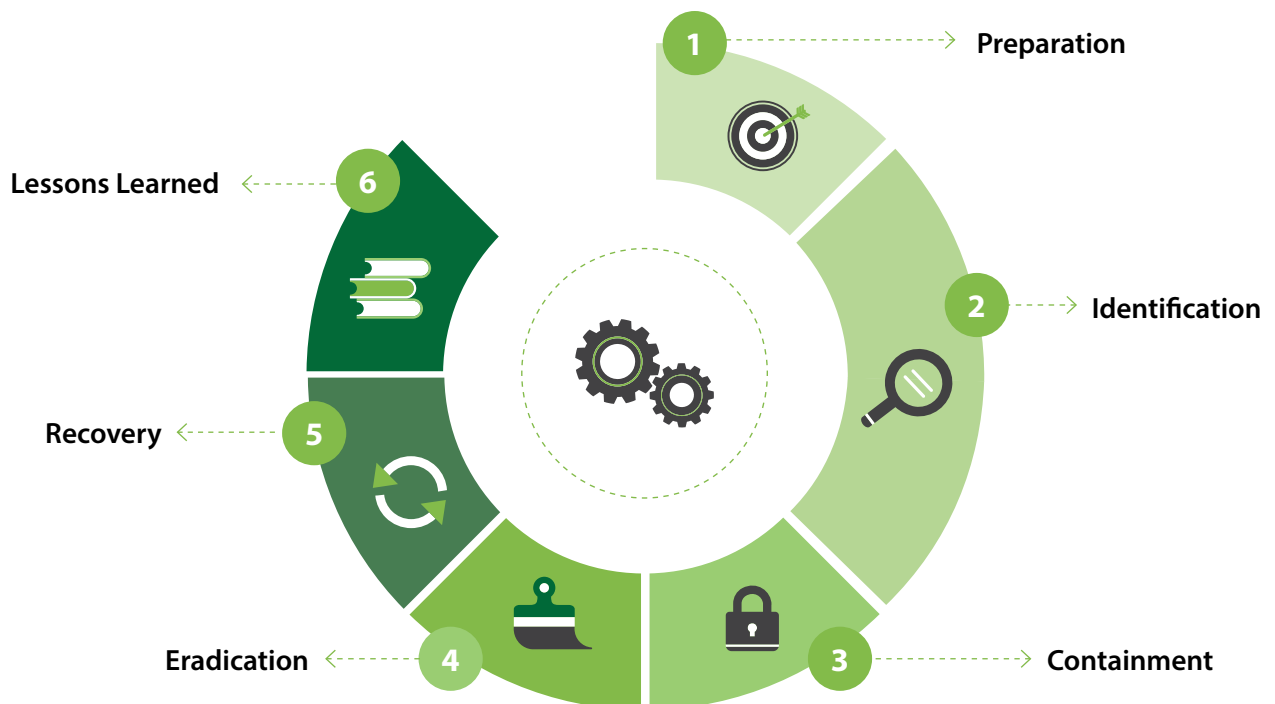 1
Preparation
2
Identification
3
Containment
4
Eradication
5
Recovery
6
Lessons Learned